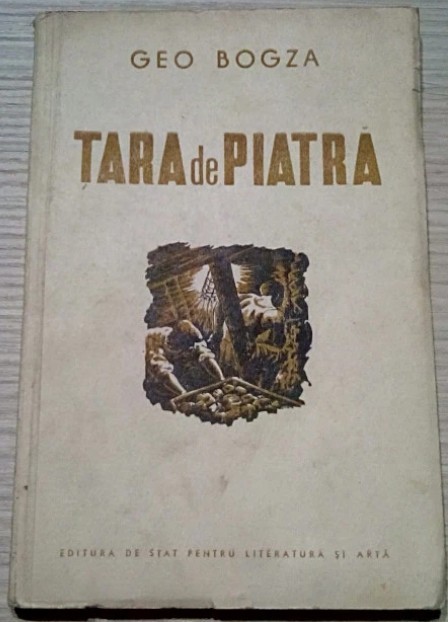 GEO BOGZA
ȚARA de PIATRĂ
EDITURA DE STAT PENTRU LITERATURĂ ȘI ARTĂ